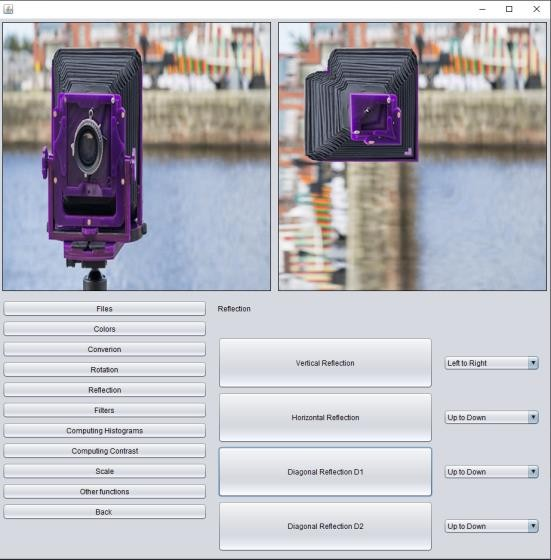 Files
Reflection
Colors
Converion
Rotation
Reflection
Filters
Computing Histograms
Computing Contrast
Scale
Other functions
Back
Vertical Reflection
Left to Right
Horizontal Reflection
Up to Down
Diagonal Reflection D1
Up to Down
Diagonal Reflection D2
Up to Down